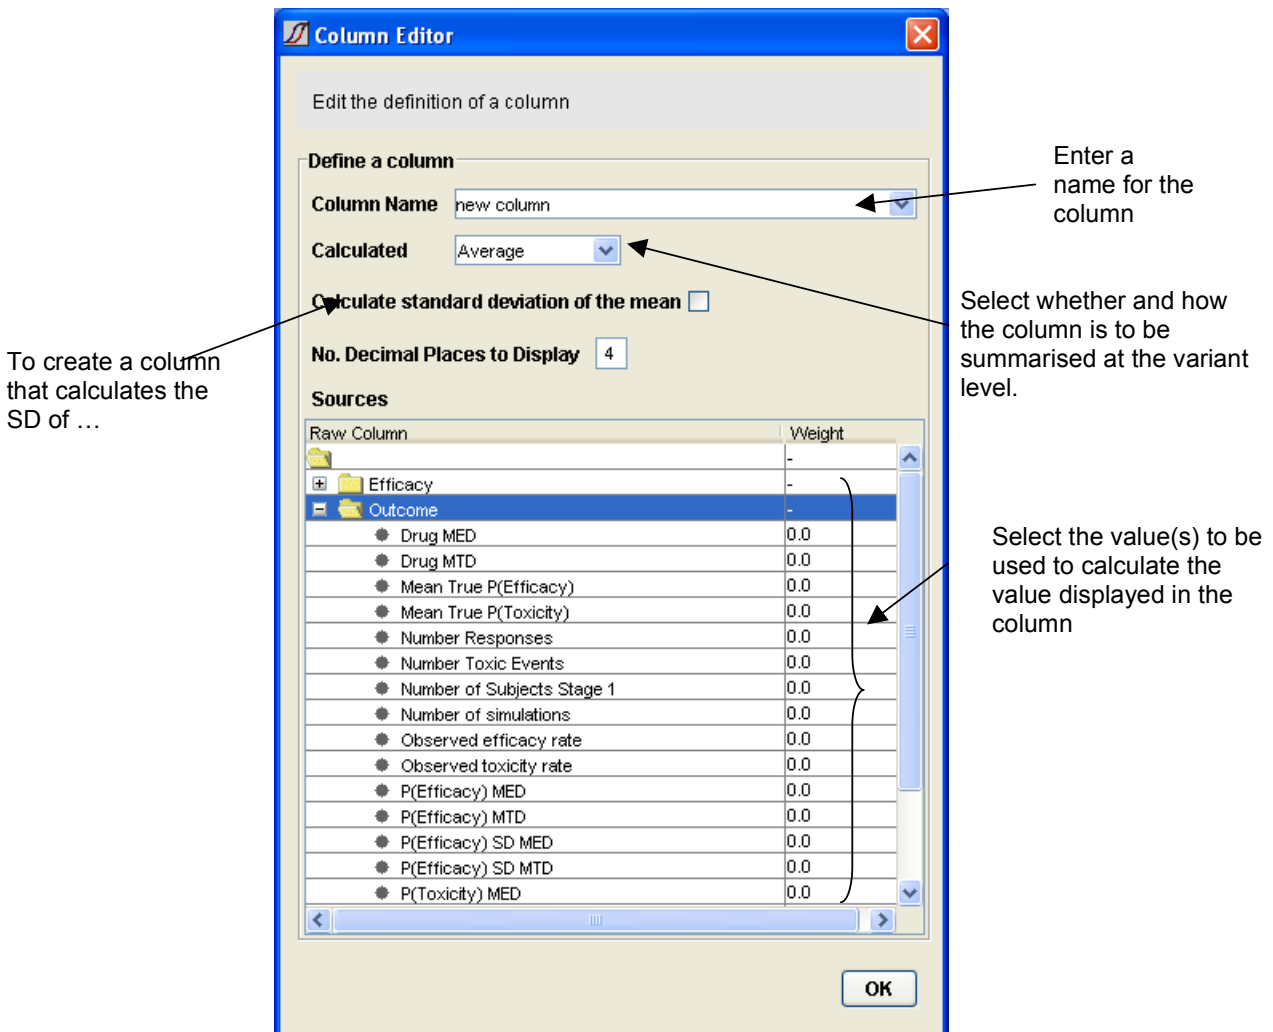 Column Editor
Edit the definition of a column
Define a column
Column Name new column
Enter a
name for the
column
Calculated Average
Calculate standard deviation of the mean
Select whether and how
the column is to be
summarised at the variant
level.
To create a column
that calculates the
SD of …
No. Decimal Places to Display 4
Sources
Raw Column Weight
-
Efficacy -
Outcome -
Drug MED 0.0
Drug MTD 0.0
Mean True P(Efficacy) 0.0
Mean True P(Toxicity) 0.0
Number Responses 0.0
Number Toxic Events 0.0
Number of Subjects Stage 1 0.0
Number of simulations 0.0
Observed efficacy rate 0.0
Observed toxicity rate 0.0
P(Efficacy) MED 0.0
P(Efficacy) MTD 0.0
P(Efficacy) SD MED 0.0
P(Efficacy) SD MTD 0.0
P(Toxicity) MED 0.0
Select the value(s) to be
used to calculate the
value displayed in the
column
OK